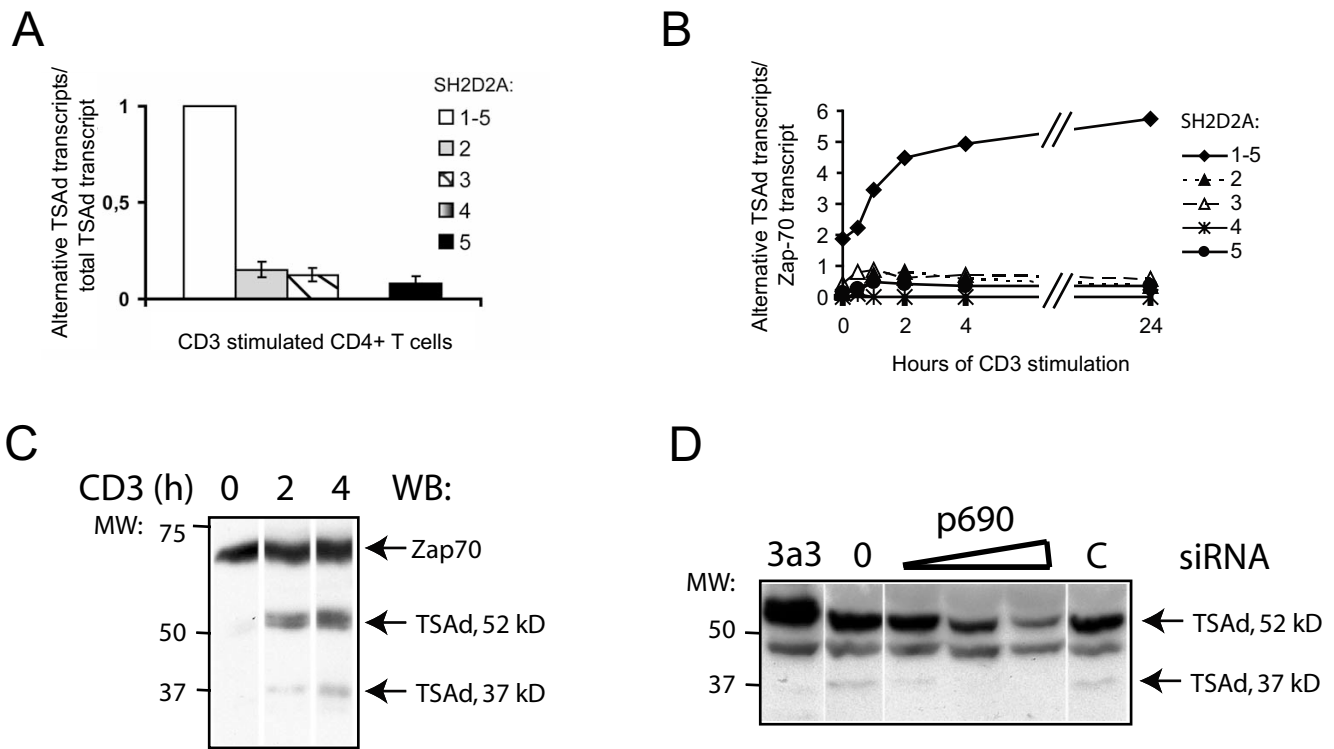 A
Alternative TSAd transcripts/
total TSAd transcript
1
0,5
0
SH2D2A:
1-5
2
3
4
5
CD3 stimulated CD4+ T cells
B
Alternative TSAd transcripts/
Zap-70 transcript
6
5
4
3
2
1
0
0 2 4 24
Hours of CD3 stimulation
SH2D2A:
1-5
2
3
4
5
C
CD3 (h) 0 2 4 WB:
MW: 75
50
37
Zap70
TSAd, 52 kD
TSAd, 37 kD
D
p690
3a3 0 C siRNA
MW:
50
37
TSAd, 52 kD
TSAd, 37 kD